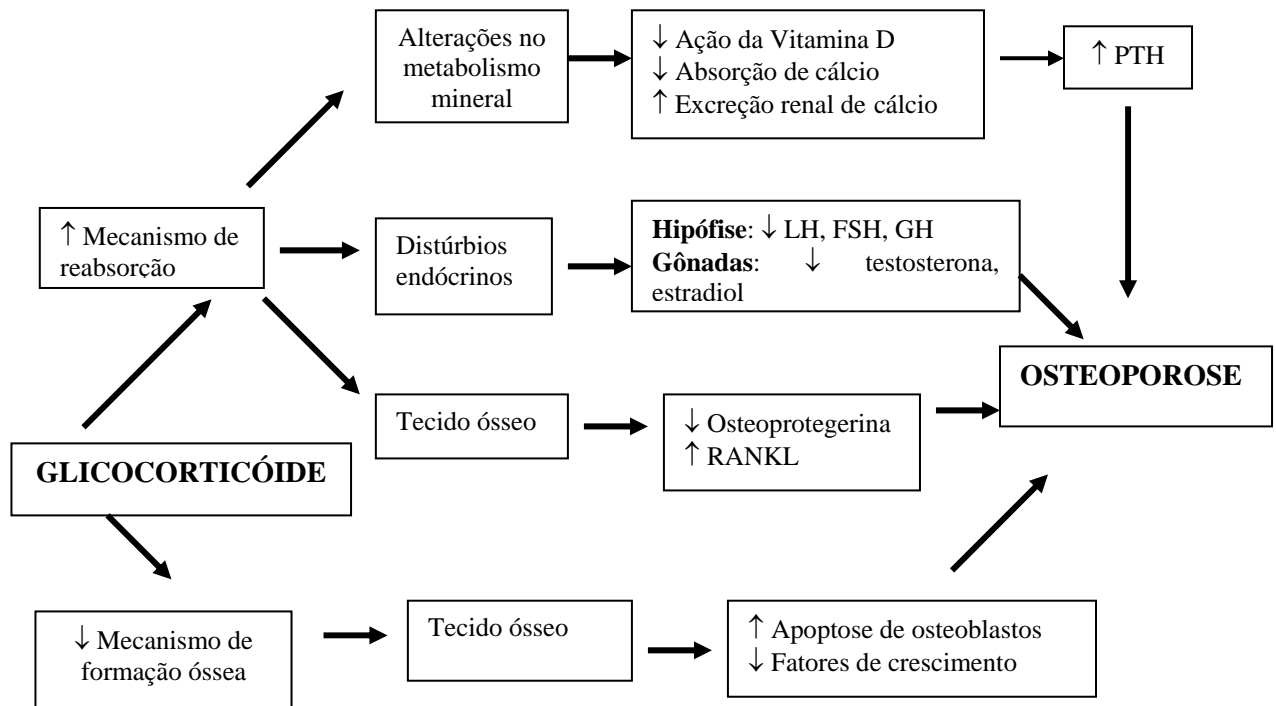 Alterações no
metabolismo
mineral
↓ Ação da Vitamina D
↓ Absorção de cálcio
↑ Excreção renal de cálcio
↑ PTH
↑ Mecanismo de
reabsorção
Distúrbios
endócrinos
Hipófise: ↓ LH, FSH, GH
Gônadas: ↓ testosterona,
estradiol
OSTEOPOROSE
Tecido ósseo
↓ Osteoprotegerina
↑ RANKL
GLICOCORTICÓIDE
↓ Mecanismo de
formação óssea
Tecido ósseo
↑ Apoptose de osteoblastos
↓ Fatores de crescimento